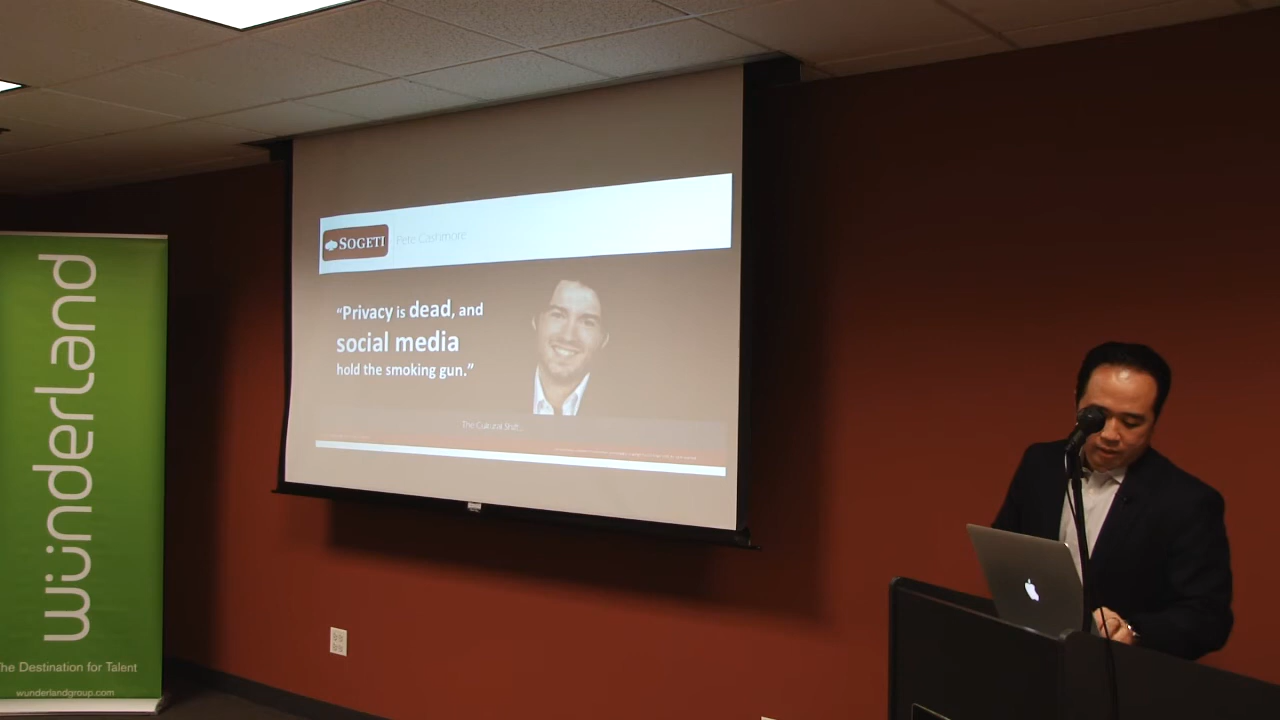 wünderland
The Destination for Talent
wunderlandgroup.com
SOGETI
Pete Cashmore
“Privacy is dead, and
social media
hold the smoking gun.”
The Cultural Shift